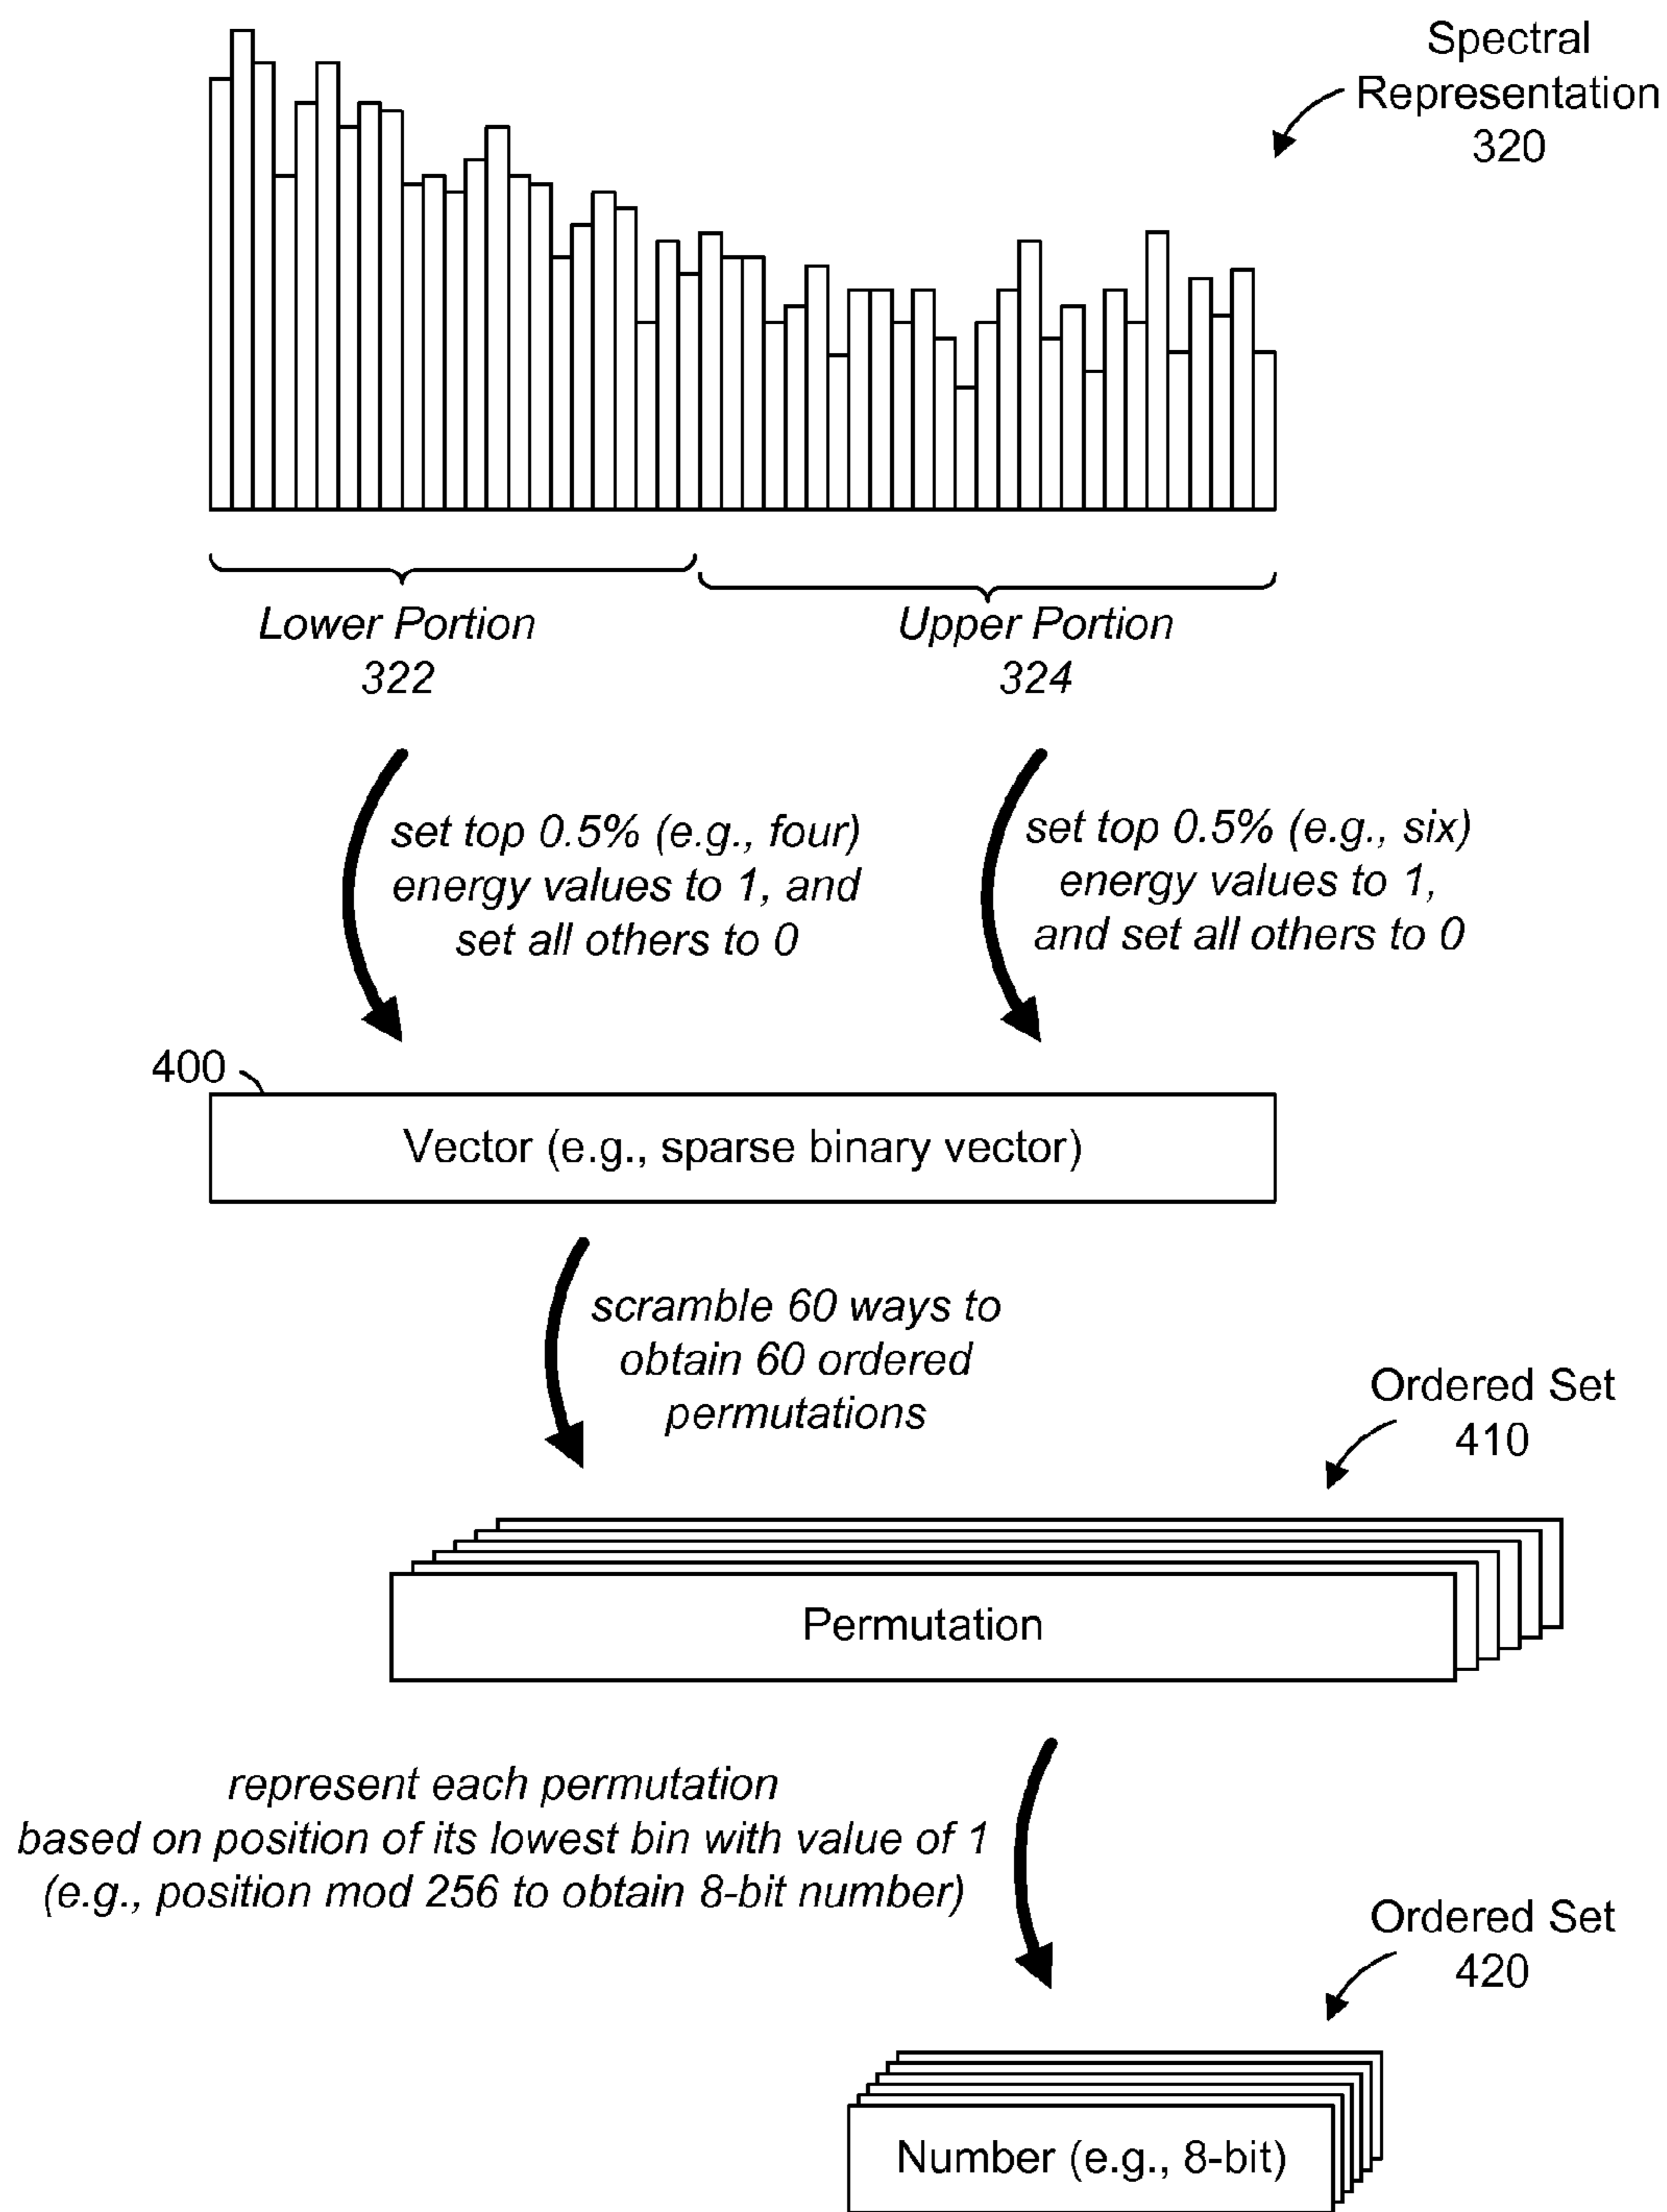 Spectral
Representation
320
Lower Portion
322
Upper Portion
324
set top 0.5% (e.g., four)
energy values to 1, and
set all others to 0
set top 0.5% (e.g., six)
energy values to 1,
and set all others to 0
400
Vector (e.g., sparse binary vector)
scramble 60 ways to
obtain 60 ordered
permutations
Ordered Set
410
Permutation
represent each permutation
based on position of its lowest bin with value of 1
(e.g., position mod 256 to obtain 8-bit number)
Ordered Set
420
Number (e.g., 8-bit)